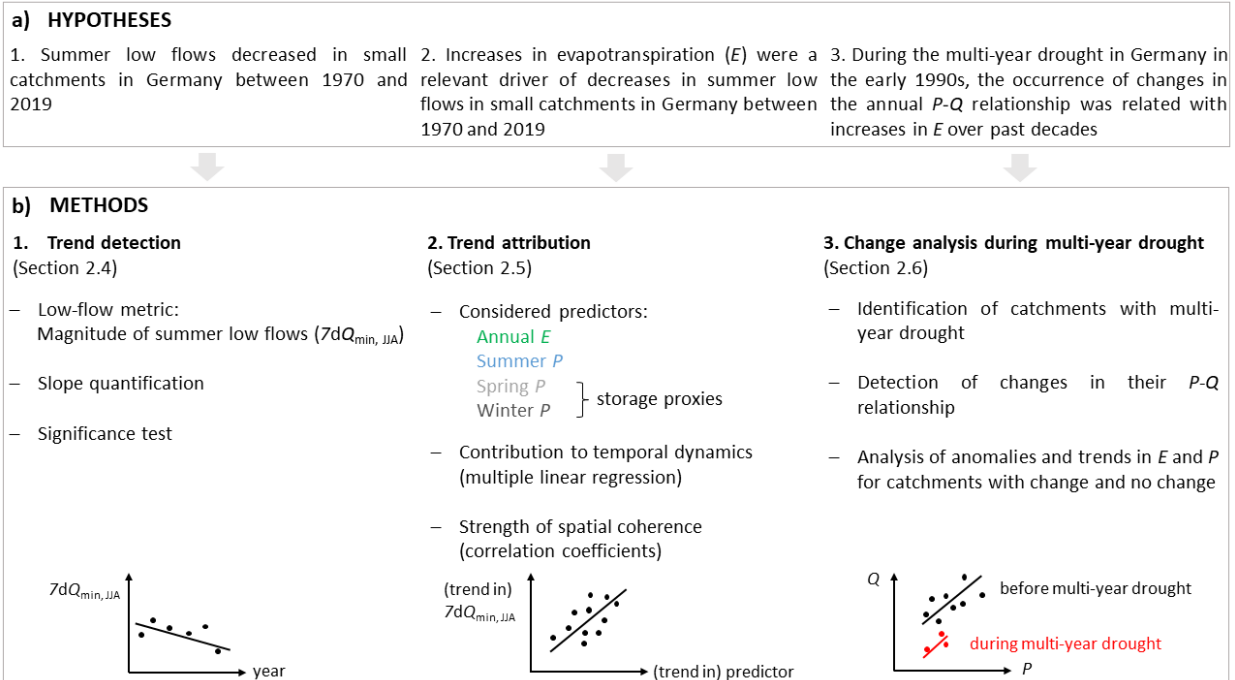 a) HYPOTHESES
1. Summer low flows decreased in small
catchments in Germany between 1970 and
2019
2. Increases in evapotranspiration (E) were a
relevant driver of decreases in summer low
flows in small catchments in Germany between
1970 and 2019
3. During the multi-year drought in Germany in
the early 1990s, the occurrence of changes in
the annual P-Q relationship was related with
increases in E over past decades
b) METHODS
1. Trend detection
(Section 2.4)
– Low-flow metric:
Magnitude of summer low flows (7dQmin, JJA)
– Slope quantification
– Significance test
7dQmin, JJA
year
2. Trend attribution
(Section 2.5)
– Considered predictors:
Annual E
Summer P
Spring P
Winter P
storage proxies
– Contribution to temporal dynamics
(multiple linear regression)
– Strength of spatial coherence
(correlation coefficients)
(trend in)
7dQmin, JJA
(trend in) predictor
3. Change analysis during multi-year drought
(Section 2.6)
– Identification of catchments with multi-
year drought
– Detection of changes in their P-Q
relationship
– Analysis of anomalies and trends in E and P
for catchments with change and no change
Q
before multi-year drought
during multi-year drought
P